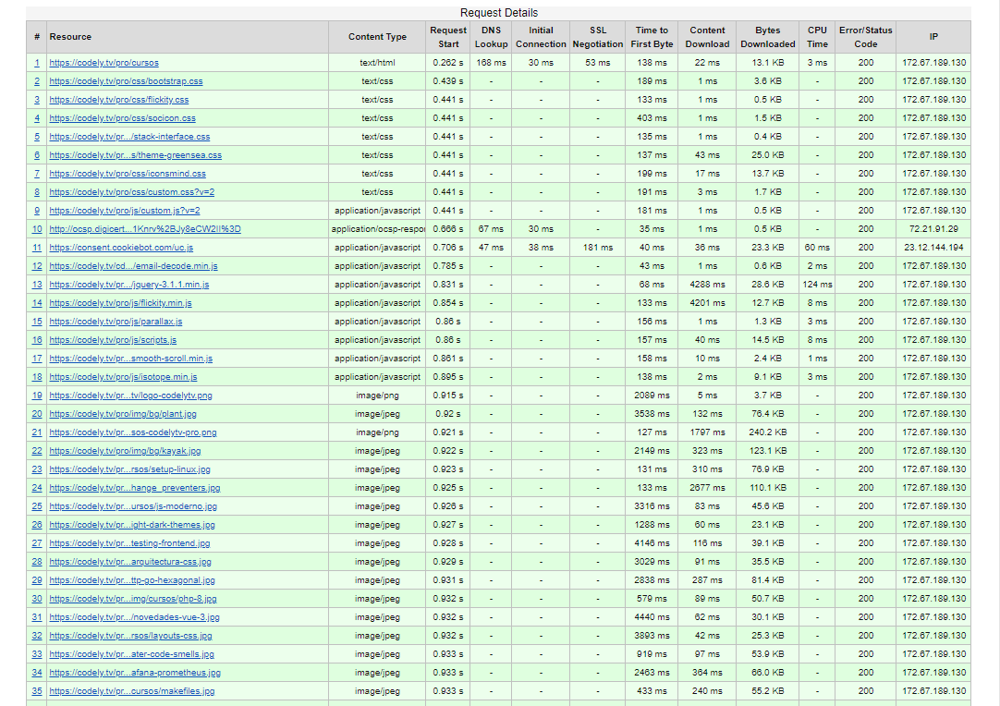 Request Details
# Resource Content Type Request Start DNS Lookup Initial Connection SSL Negotiation Time to First Byte Content Download Bytes Downloaded CPU Time Error/Status Code IP
1 https://codely.tv/pro/cursos text/html 0.262 s 168 ms 30 ms 53 ms 138 ms 22 ms 13.1 KB 3 ms 200 172.67.189.130
2 https://codely.tv/pro/css/bootstrap.css text/css 0.439 s - - - 189 ms 1 ms 3.6 KB - 200 172.67.189.130
3 https://codely.tv/pro/css/flickity.css text/css 0.441 s - - - 133 ms 1 ms 0.5 KB - 200 172.67.189.130
4 https://codely.tv/pro/css/socicon.css text/css 0.441 s - - - 403 ms 1 ms 1.5 KB - 200 172.67.189.130
5 https://codely.tv/pr.../stack-interface.css text/css 0.441 s - - - 135 ms 1 ms 0.4 KB - 200 172.67.189.130
6 https://codely.tv/pr...s/theme-greensea.css text/css 0.441 s - - - 137 ms 43 ms 25.0 KB - 200 172.67.189.130
7 https://codely.tv/pro/css/iconsmind.css text/css 0.441 s - - - 199 ms 17 ms 13.7 KB - 200 172.67.189.130
8 https://codely.tv/pro/css/custom.css?v=2 text/css 0.441 s - - - 191 ms 3 ms 1.7 KB - 200 172.67.189.130
9 https://codely.tv/pro/js/custom.js?v=2 application/javascript 0.441 s - - - 181 ms 1 ms 0.5 KB - 200 172.67.189.130
10 http://ocsp.digicert...1Knrv%2BJy8eCW2II%3D application/ocsp-respor 0.666 s 67 ms 30 ms - 35 ms 1 ms 0.5 KB - 200 72.21.91.29
11 https://consent.cookiebot.com/uc.js application/javascript 0.706 s 47 ms 38 ms 181 ms 40 ms 36 ms 23.3 KB 60 ms 200 23.12.144.194
12 https://codely.tv/cd.../email-decode.min.js application/javascript 0.785 s - - - 43 ms 1 ms 0.6 KB 2 ms 200 172.67.189.130
13 https://codely.tv/pr.../jquery-3.1.1.min.js application/javascript 0.831 s - - - 68 ms 4288 ms 28.6 KB 124 ms 200 172.67.189.130
14 https://codely.tv/pro/js/flickity.min.js application/javascript 0.854 s - - - 133 ms 4201 ms 12.7 KB 8 ms 200 172.67.189.130
15 https://codely.tv/pro/js/parallax.js application/javascript 0.86 s - - - 156 ms 1 ms 1.3 KB 3 ms 200 172.67.189.130
16 https://codely.tv/pro/js/scripts.js application/javascript 0.86 s - - - 157 ms 40 ms 14.5 KB 8 ms 200 172.67.189.130
17 https://codely.tv/pr...smooth-scroll.min.js application/javascript 0.861 s - - - 158 ms 10 ms 2.4 KB 1 ms 200 172.67.189.130
18 https://codely.tv/pro/js/isotope.min.js application/javascript 0.895 s - - - 138 ms 2 ms 9.1 KB 3 ms 200 172.67.189.130
19 https://codely.tv/pr...tv/logo-codelytv.png image/png 0.915 s - - - 2089 ms 5 ms 3.7 KB - 200 172.67.189.130
20 https://codely.tv/pro/img/bg/plant.jpg image/jpeg 0.92 s - - - 3538 ms 132 ms 76.4 KB - 200 172.67.189.130
21 https://codely.tv/pr...sos-codelytv-pro.png image/png 0.921 s - - - 127 ms 1797 ms 240.2 KB - 200 172.67.189.130
22 https://codely.tv/pro/img/bg/kayak.jpg image/jpeg 0.922 s - - - 2149 ms 323 ms 123.1 KB - 200 172.67.189.130
23 https://codely.tv/pr...rsos/setup-linux.jpg image/jpeg 0.923 s - - - 131 ms 310 ms 76.9 KB - 200 172.67.189.130
24 https://codely.tv/pr...hange_preventers.jpg image/jpeg 0.925 s - - - 133 ms 2677 ms 110.1 KB - 200 172.67.189.130
25 https://codely.tv/pr...ursos/js-moderno.jpg image/jpeg 0.926 s - - - 3316 ms 83 ms 45.6 KB - 200 172.67.189.130
26 https://codely.tv/pr...ight-dark-themes.jpg image/jpeg 0.927 s - - - 1288 ms 60 ms 23.1 KB - 200 172.67.189.130
27 https://codely.tv/pr...testing-frontend.jpg image/jpeg 0.928 s - - - 4146 ms 116 ms 39.1 KB - 200 172.67.189.130
28 https://codely.tv/pr...arquitectura-css.jpg image/jpeg 0.929 s - - - 3029 ms 91 ms 35.5 KB - 200 172.67.189.130
29 https://codely.tv/pr...ttp-go-hexagonal.jpg image/jpeg 0.931 s - - - 2838 ms 287 ms 81.4 KB - 200 172.67.189.130
30 https://codely.tv/pr...img/cursos/php-8.jpg image/jpeg 0.932 s - - - 579 ms 89 ms 50.7 KB - 200 172.67.189.130
31 https://codely.tv/pr.../novedades-vue-3.jpg image/jpeg 0.932 s - - - 4440 ms 62 ms 30.1 KB - 200 172.67.189.130
32 https://codely.tv/pr...rsos/layouts-css.jpg image/jpeg 0.932 s - - - 3893 ms 42 ms 25.3 KB - 200 172.67.189.130
33 https://codely.tv/pr...ater-code-smells.jpg image/jpeg 0.933 s - - - 919 ms 97 ms 53.9 KB - 200 172.67.189.130
34 https://codely.tv/pr...afana-prometheus.jpg image/jpeg 0.933 s - - - 2463 ms 364 ms 66.0 KB - 200 172.67.189.130
35 https://codely.tv/pr...cursos/makefiles.jpg image/jpeg 0.933 s - - - 433 ms 240 ms 55.2 KB - 200 172.67.189.130